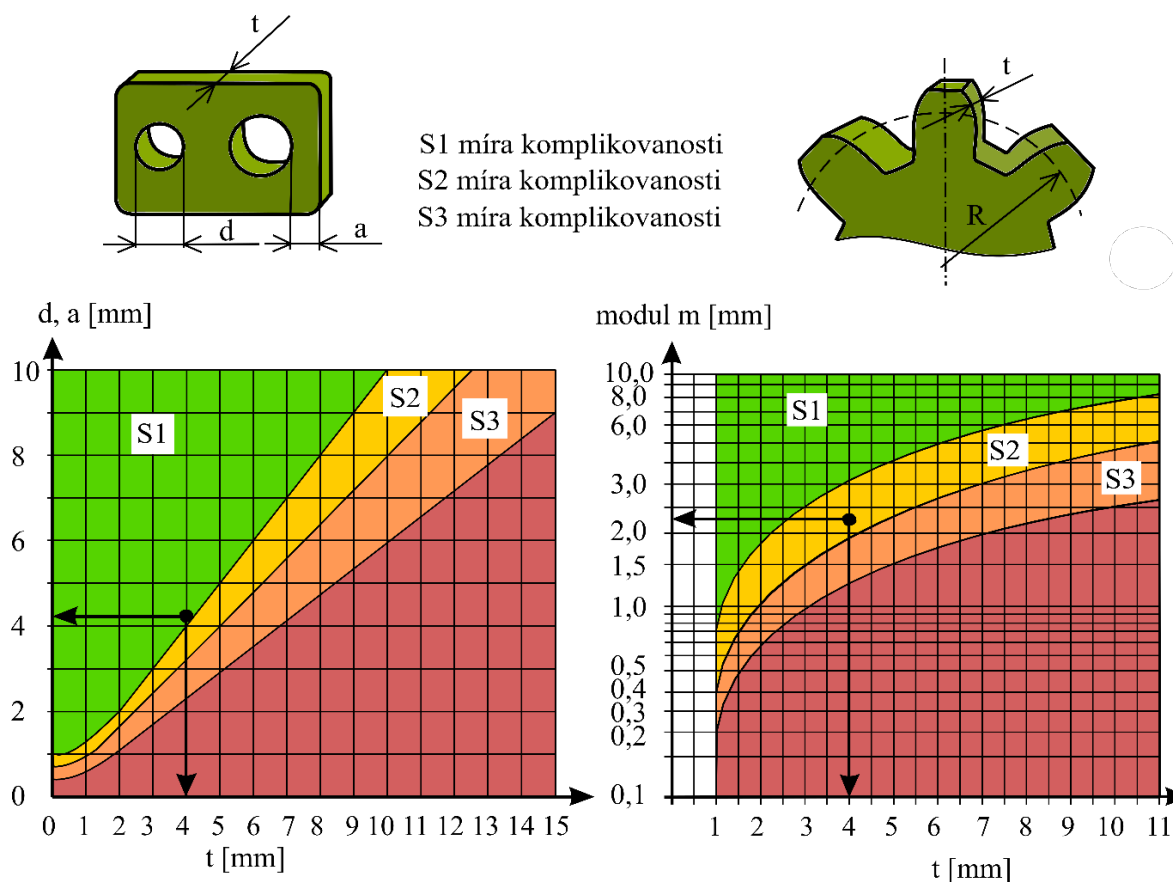 t
d
a
S1 míra komplikovanosti
S2 míra komplikovanosti
S3 míra komplikovanosti
t
R
d, a [mm]
10
8
6
4
2
0
S1
S2
S3
0 1 2 3 4 5 6 7 8 9 10 11 12 13 14 15
t [mm]
modul m [mm]
10,0
8,0
6,0
3,0
2,0
1,5
1,0
0,5
0,4
0,3
0,2
0,1
S1
S2
S3
1 2 3 4 5 6 7 8 9 10 11
t [mm]